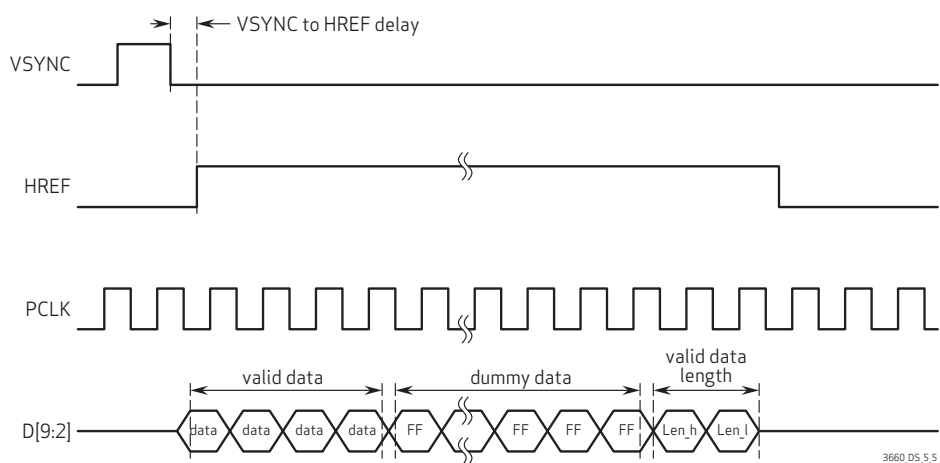 VSYNC to HREF delay
VSYNC
HREF
PCLK
valid data
dummy data
valid data
length
D[9:2]
data
data
data
data
FF
FF
FF
FF
Len_h
Len_l
3660_DS_5_5